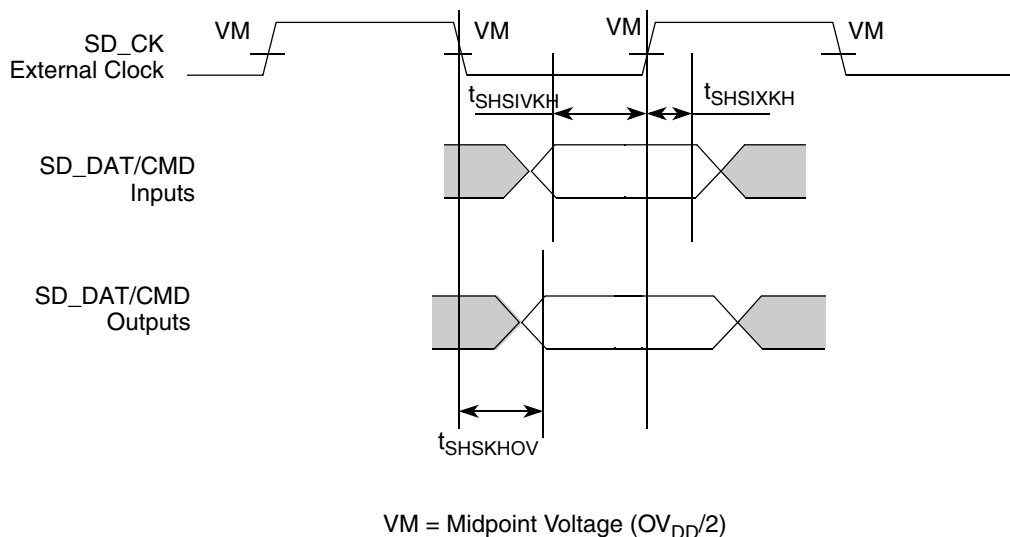 VM VM VM VM
SD_CK
External Clock
tSHSIVKH tSHSIXKH
SD_DAT/CMD
Inputs
SD_DAT/CMD
Outputs
tSHSKHOV
VM = Midpoint Voltage (OVDD/2)